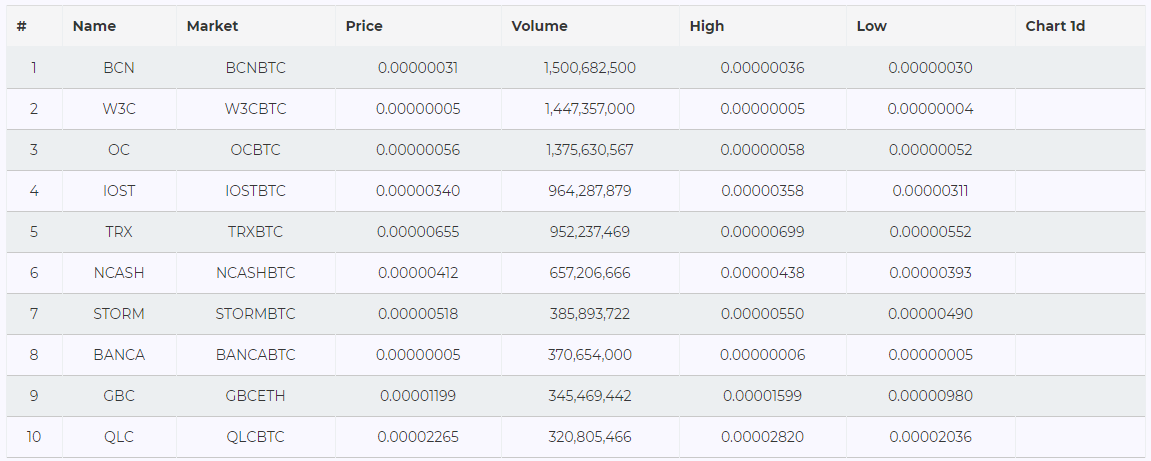 # Name Market Price Volume High Low Chart 1d
1 BCN BCNBTC 0.00000031 1,500,682,500 0.00000036 0.00000030
2 W3C W3CBTC 0.00000005 1,447,357,000 0.00000005 0.00000004
3 OC OCBTC 0.00000056 1,375,630,567 0.00000058 0.00000052
4 IOST IOSTBTC 0.00000340 964,287,879 0.00000358 0.00000311
5 TRX TRXBTC 0.00000655 952,237,469 0.00000699 0.00000552
6 NCASH NCASHBTC 0.00000412 657,206,666 0.00000438 0.00000393
7 STORM STORMBTC 0.00000518 385,893,722 0.00000550 0.00000490
8 BANCA BANCABTC 0.00000005 370,654,000 0.00000006 0.00000005
9 GBC GBCETH 0.00001199 345,469,442 0.00001599 0.00000980
10 QLC QLCBTC 0.00002265 320,805,466 0.00002820 0.00002036